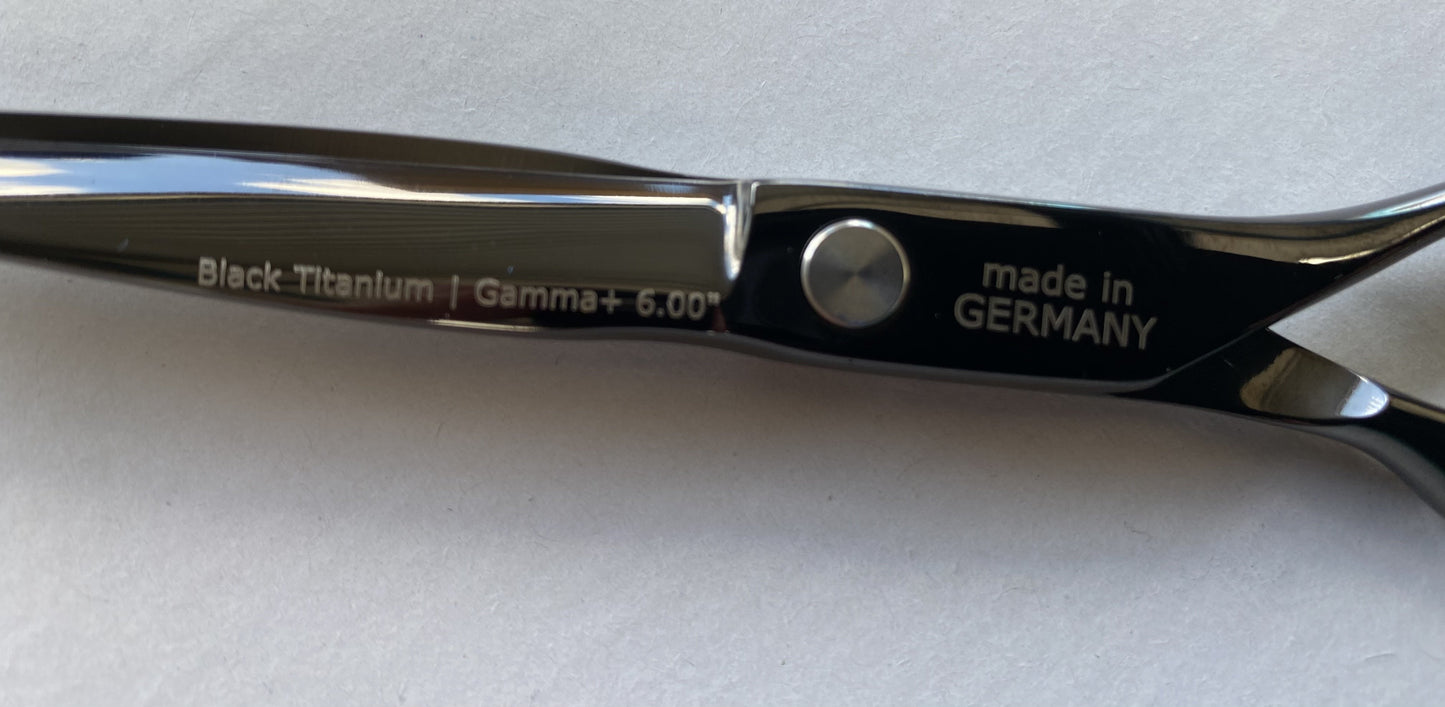 Black Titanium | Gamma+ 6.00"
made in
GERMANY